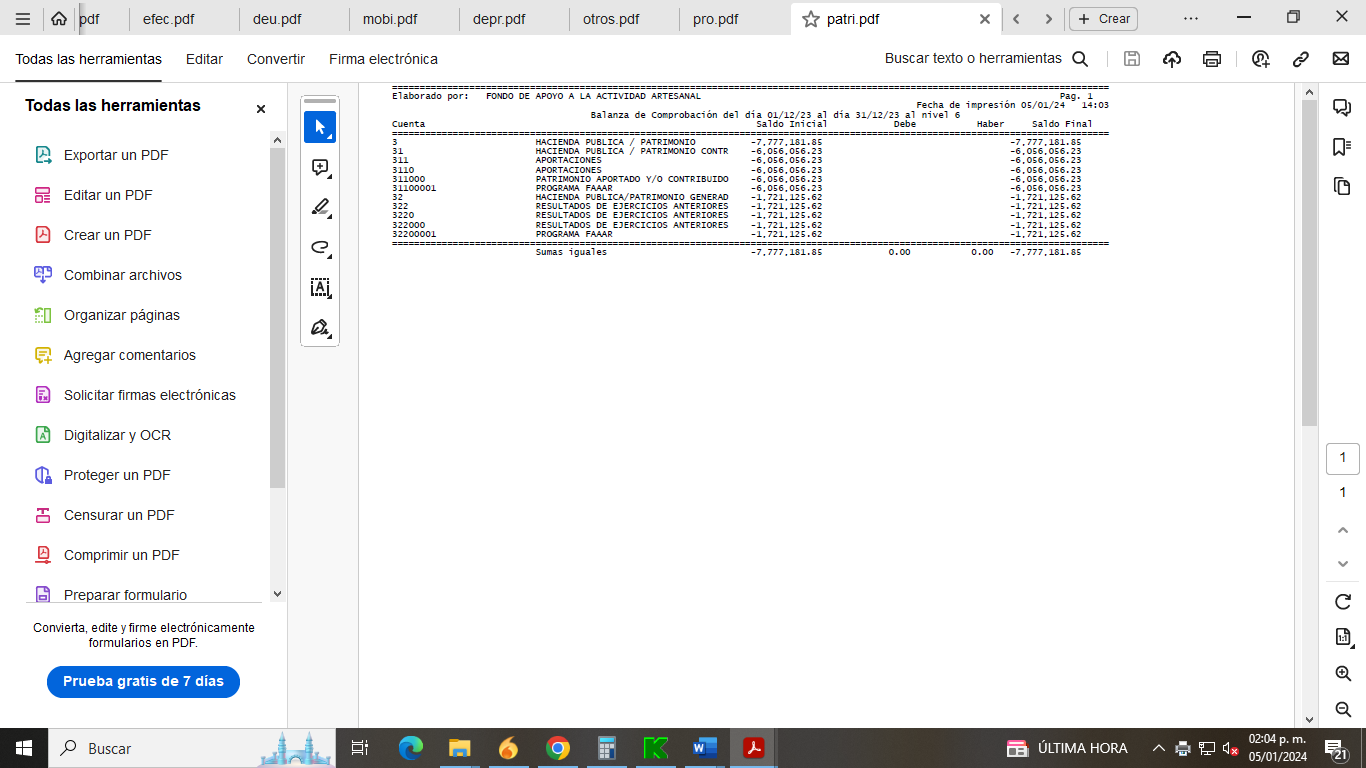 pdf efec.pdf deu.pdf mobi.pdf depr.pdf otros.pdf pro.pdf patri.pdf Crear
Todas las herramientas Editar Convertir Firma electrónica Buscar texto o herramientas
Todas las herramientas
Exportar un PDF
Editar un PDF
Crear un PDF
Combinar archivos
Organizar páginas
Agregar comentarios
Solicitar firmas electrónicas
Digitalizar y OCR
Proteger un PDF
Censurar un PDF
Comprimir un PDF
Preparar formulario
Convierta, edite y firme electrónicamente
formularios en PDF.
Prueba gratis de 7 días
Elaborado por: FONDO DE APOYO A LA ACTIVIDAD ARTESANAL Pag. 1
Fecha de impresión 05/01/24 14:03
Balanza de Comprobación del día 01/12/23 al día 31/12/23 al nivel 6
Cuenta Saldo Inicial Debe Haber Saldo Final
3 HACIENDA PUBLICA / PATRIMONIO -7,777,181.85 -7,777,181.85
31 HACIENDA PUBLICA / PATRIMONIO CONTR -6,056,056.23 -6,056,056.23
311 APORTACIONES -6,056,056.23 -6,056,056.23
3110 APORTACIONES -6,056,056.23 -6,056,056.23
311000 PATRIMONIO APORTADO Y/O CONTRIBUIDO -6,056,056.23 -6,056,056.23
31100001 PROGRAMA FAAAR -6,056,056.23 -6,056,056.23
32 HACIENDA PUBLICA/PATRIMONIO GENERAD -1,721,125.62 -1,721,125.62
322 RESULTADOS DE EJERCICIOS ANTERIORES -1,721,125.62 -1,721,125.62
3220 RESULTADOS DE EJERCICIOS ANTERIORES -1,721,125.62 -1,721,125.62
322000 RESULTADOS DE EJERCICIOS ANTERIORES -1,721,125.62 -1,721,125.62
32200001 PROGRAMA FAAAR -1,721,125.62 -1,721,125.62
Sumas iguales -7,777,181.85 0.00 0.00 -7,777,181.85
1
1
1:1
Buscar
ÚLTIMA HORA
02:04 p. m.
05/01/2024
21